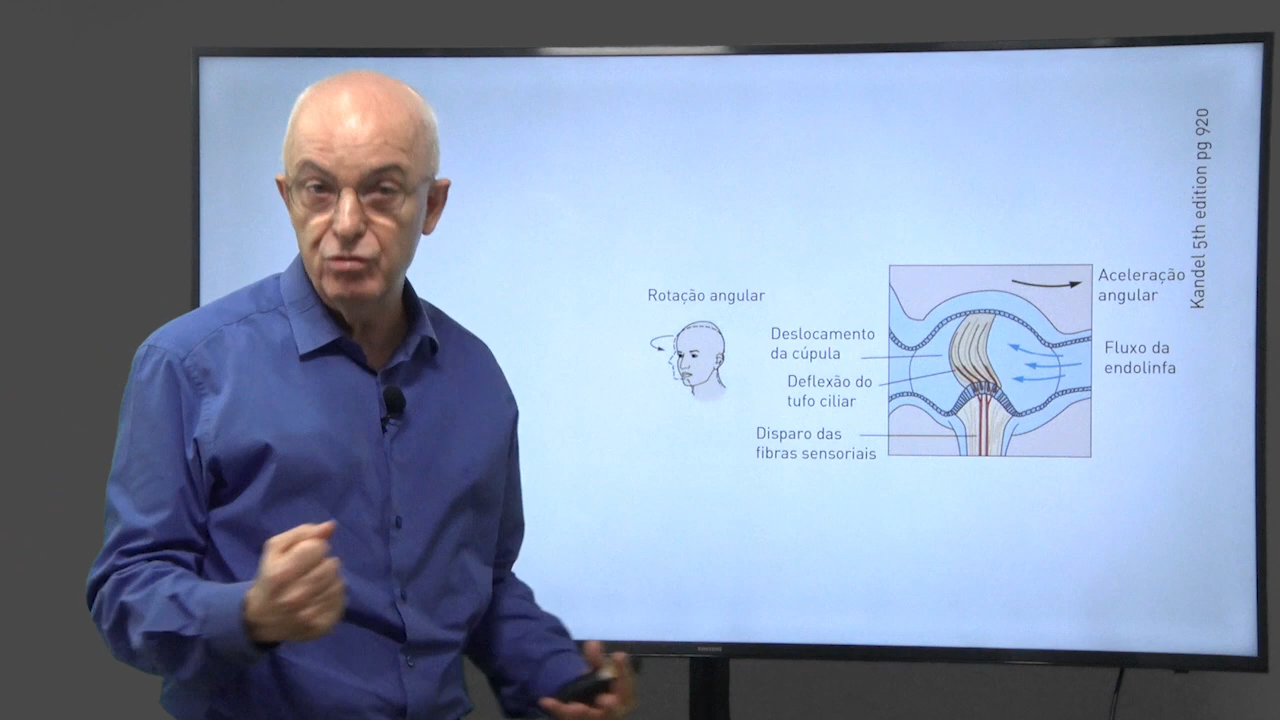 Kandel 5th edition pg 920
Rotação angular
Aceleração
angular
Deslocamento
da cúpula
Fluxo da
endolinfa
Deflexão do
tufo ciliar
Disparo das
fibras sensoriais
SAMSUNG